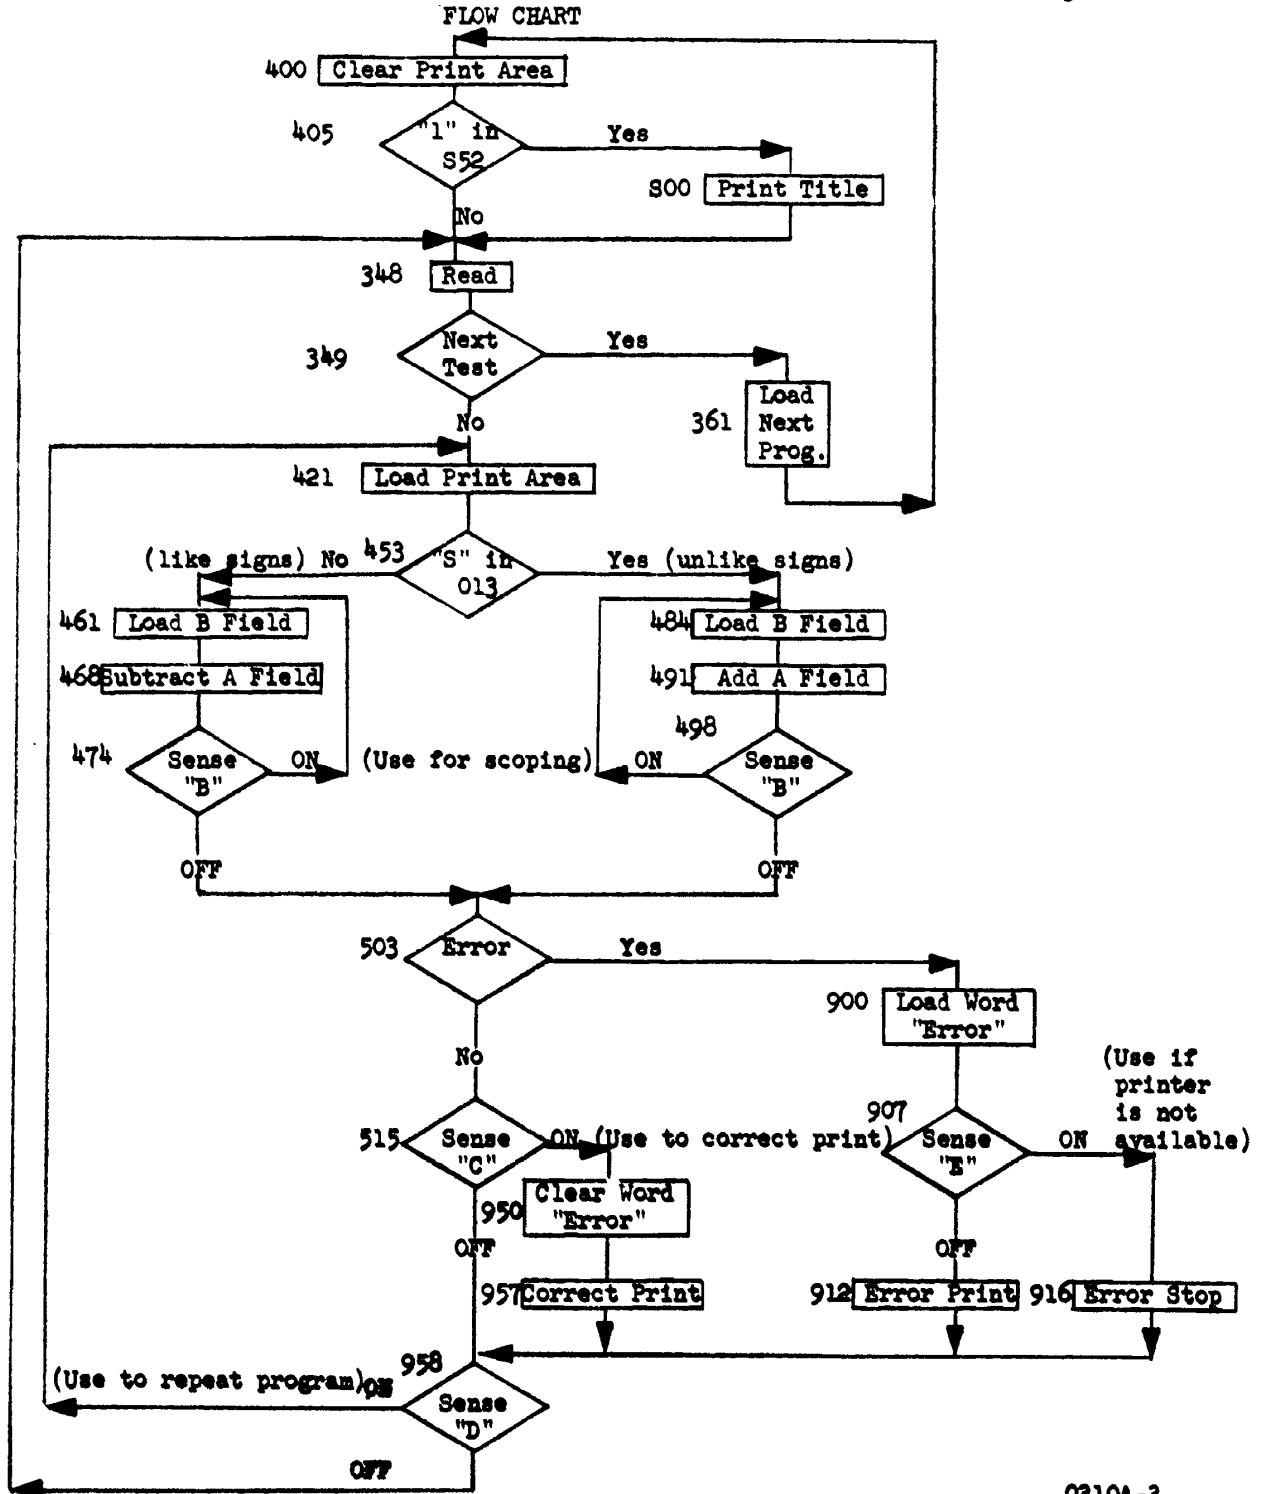 FLOW CHART
400 Clear Print Area
405 "1" in
S52
Yes
800 Print Title
No
348 Read
349 Next
Test
Yes
No
361 Load
Next
Prog.
421 Load Print Area
(like signs) No 453 "S" in
013
Yes (unlike signs)
461 Load B Field
484 Load B Field
468 Subtract A Field
491 Add A Field
474 Sense
"B"
ON (Use for scoping) ON
498 Sense
"B"
OFF OFF
503 Error
Yes
900 Load Word
"Error"
No
(Use if
printer
is not
available)
515 Sense
"C"
ON (Use to correct print)
907 Sense
"E"
ON
950 Clear Word
"Error"
OFF OFF
957 Correct Print
912 Error Print
916 Error Stop
958 Sense
"D"
(Use to repeat program) ON
OFF
0310A-3